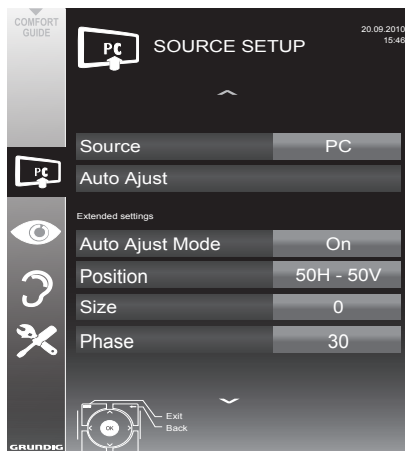 COMFORT
GUIDE
PC
SOURCE SETUP
20.09.2010
15:46
Source PC
PC
Auto Ajust
Extended settings
Auto Ajust Mode On
Position 50H - 50V
Size 0
Phase 30
Exit
OK
Back
GRUNDIG